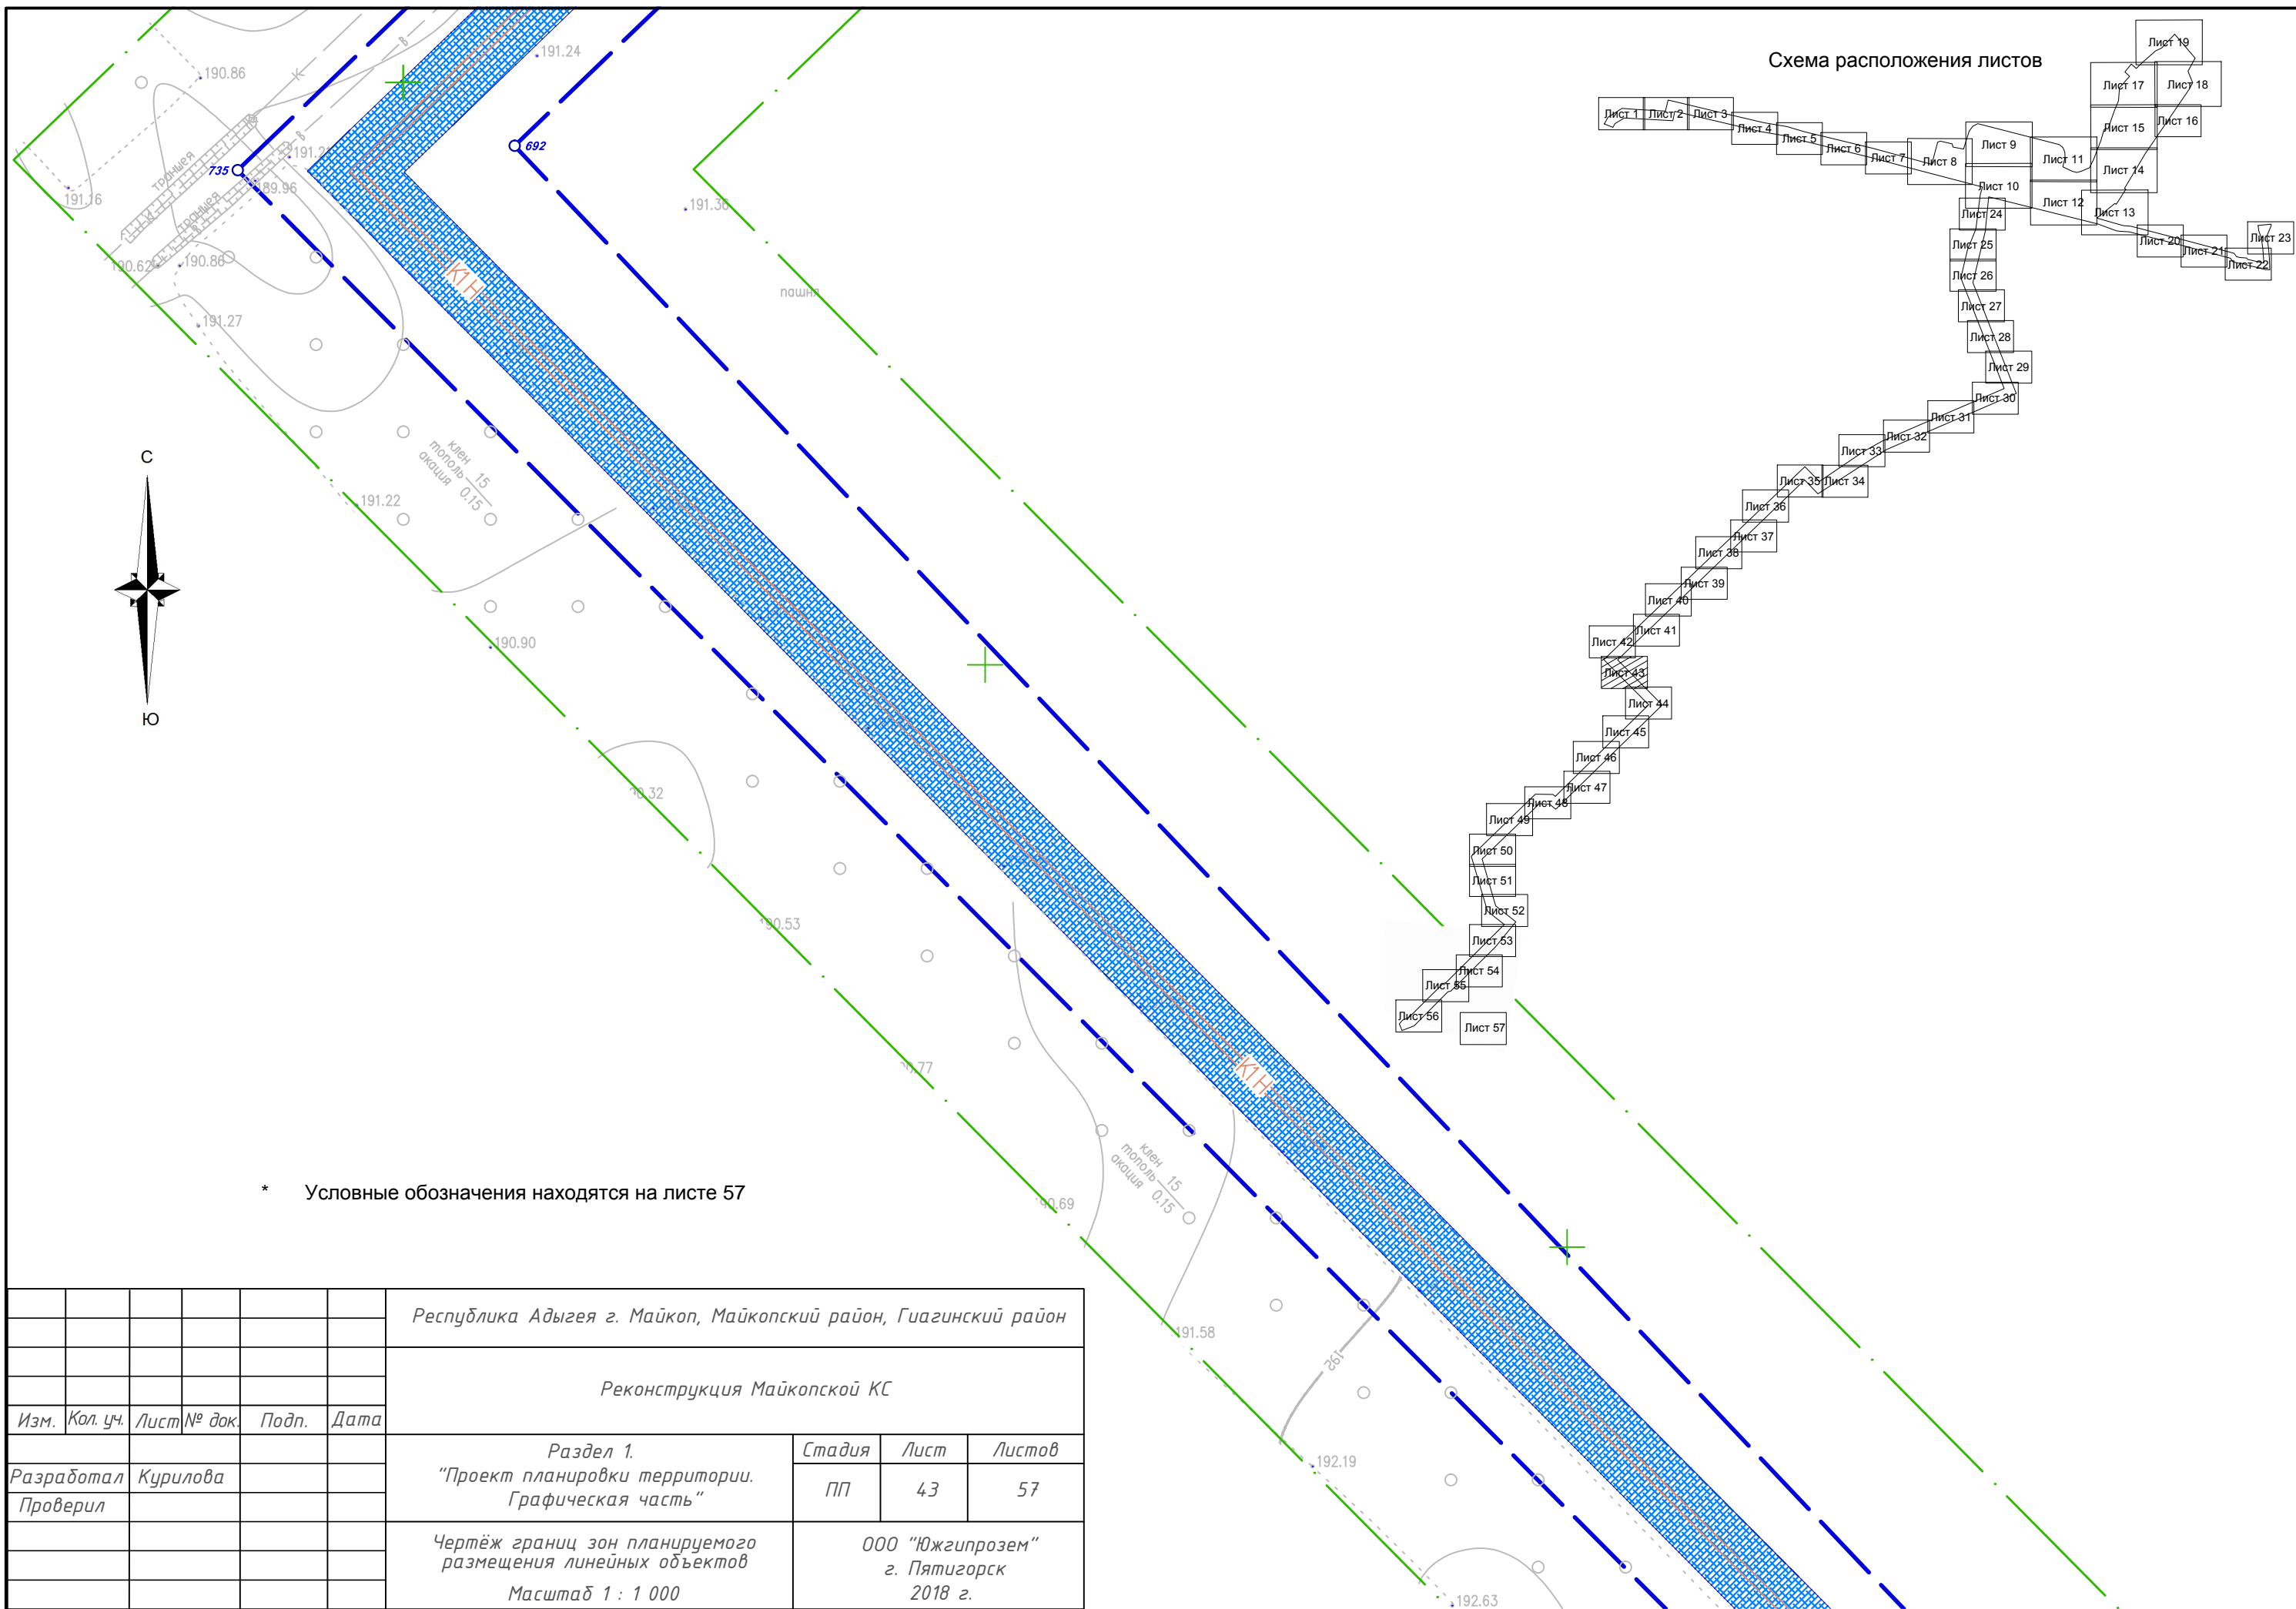 191.24
190.86
692
191.21
735
траншея
траншея
в
в
К
189.96
191.16
191.36
190.62
190.86
К1Н
пашня
191.27
клен
тополь
акация
15
0.15
191.22
С
Ю
190.90
190.53
К1Н
клен
тополь
акация
15
0.15
191.58
192
192.19
192.63
* Условные обозначения находятся на листе 57
Схема расположения листов
Лист 19
Лист 17
Лист 18
Лист 1
Лист 2
Лист 3
Лист 4
Лист 5
Лист 6
Лист 7
Лист 8
Лист 9
Лист 11
Лист 15
Лист 16
Лист 14
Лист 10
Лист 12
Лист 13
Лист 24
Лист 20
Лист 21
Лист 22
Лист 23
Лист 25
Лист 26
Лист 27
Лист 28
Лист 29
Лист 30
Лист 31
Лист 32
Лист 33
Лист 34
Лист 35
Лист 36
Лист 37
Лист 38
Лист 39
Лист 40
Лист 41
Лист 42
Лист 43
Лист 44
Лист 45
Лист 46
Лист 47
Лист 48
Лист 49
Лист 50
Лист 51
Лист 52
Лист 53
Лист 54
Лист 55
Лист 56
Лист 57
Республика Адыгея г. Майкоп, Майкопский район, Гиагинский район
Реконструкция Майкопской КС
Изм. Кол. уч. Лист № док. Подп. Дата
Раздел 1.
"Проект планировки территории.
Графическая часть"
Стадия Лист Листов
ПП 43 57
Разработал Курилова
Проверил
Чертёж границ зон планируемого
размещения линейных объектов
Масштаб 1 : 1 000
ООО "Южгипрозем"
г. Пятигорск
2018 г.